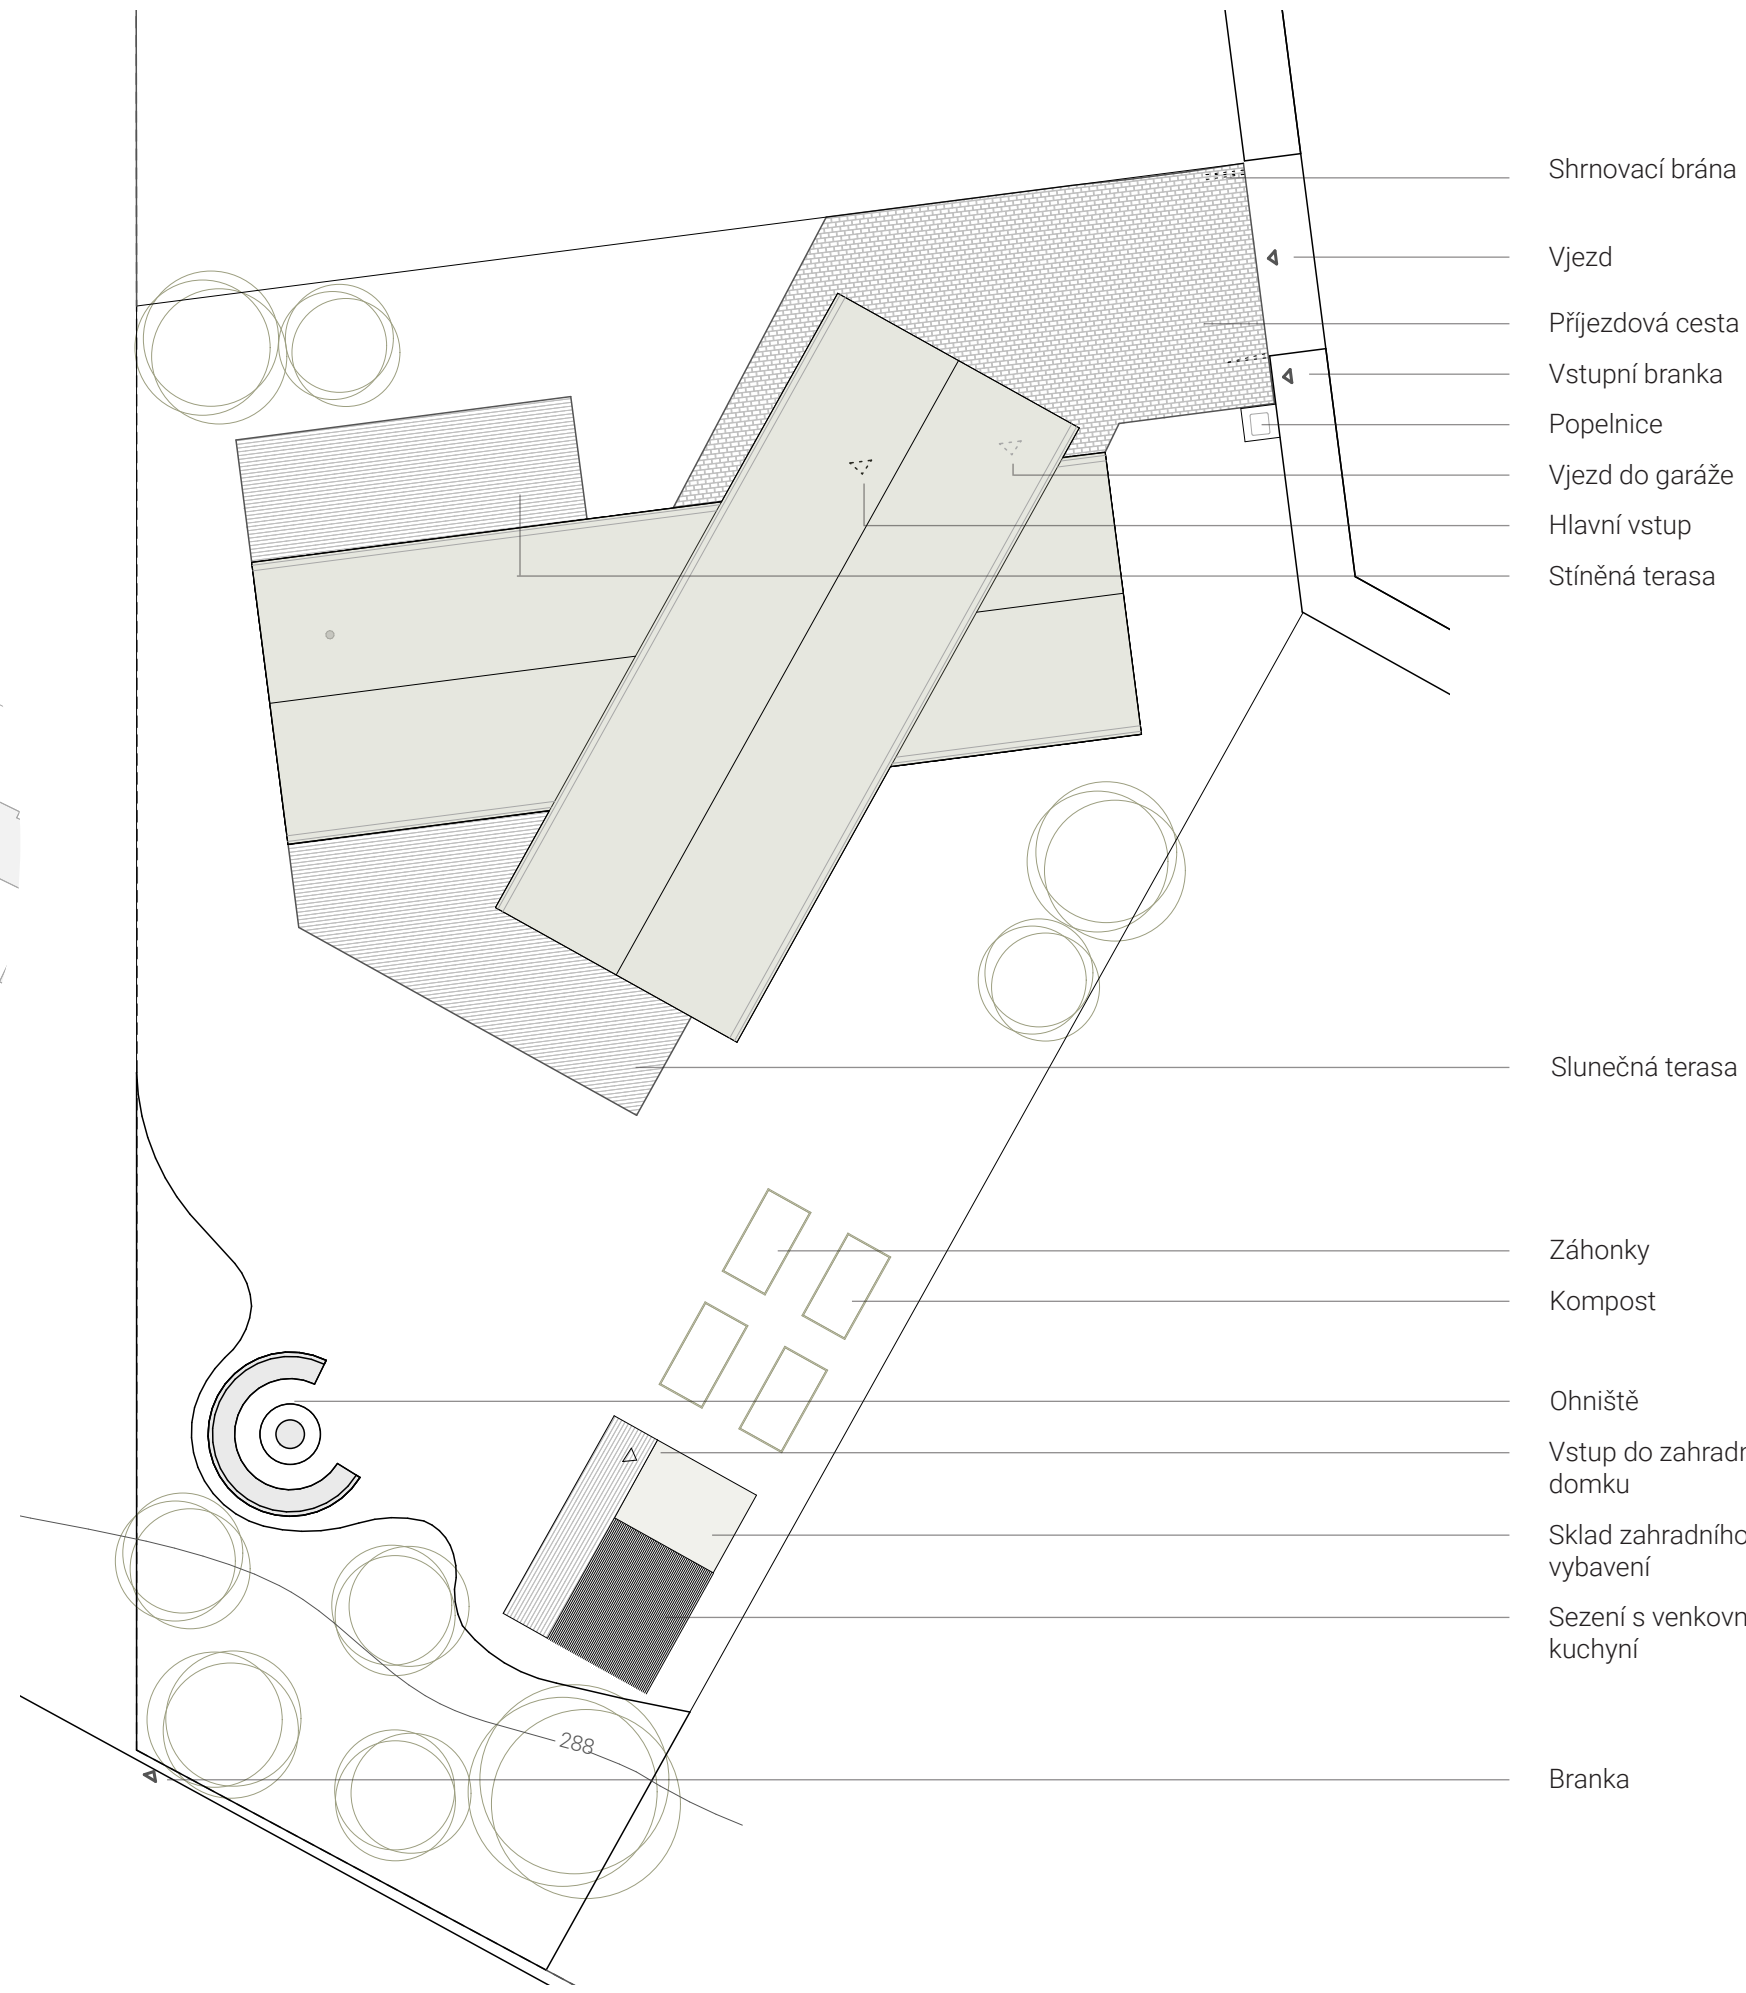 Shrnovací brána
Vjezd
Příjezdová cesta
Vstupní branka
Popelnice
Vjezd do garáže
Hlavní vstup
Stíněná terasa
Slunečná terasa
Záhonky
Kompost
Ohniště
Vstup do zahradn
domku
Sklad zahradního
vybavení
Sezení s venkovn
kuchyní
288
Branka